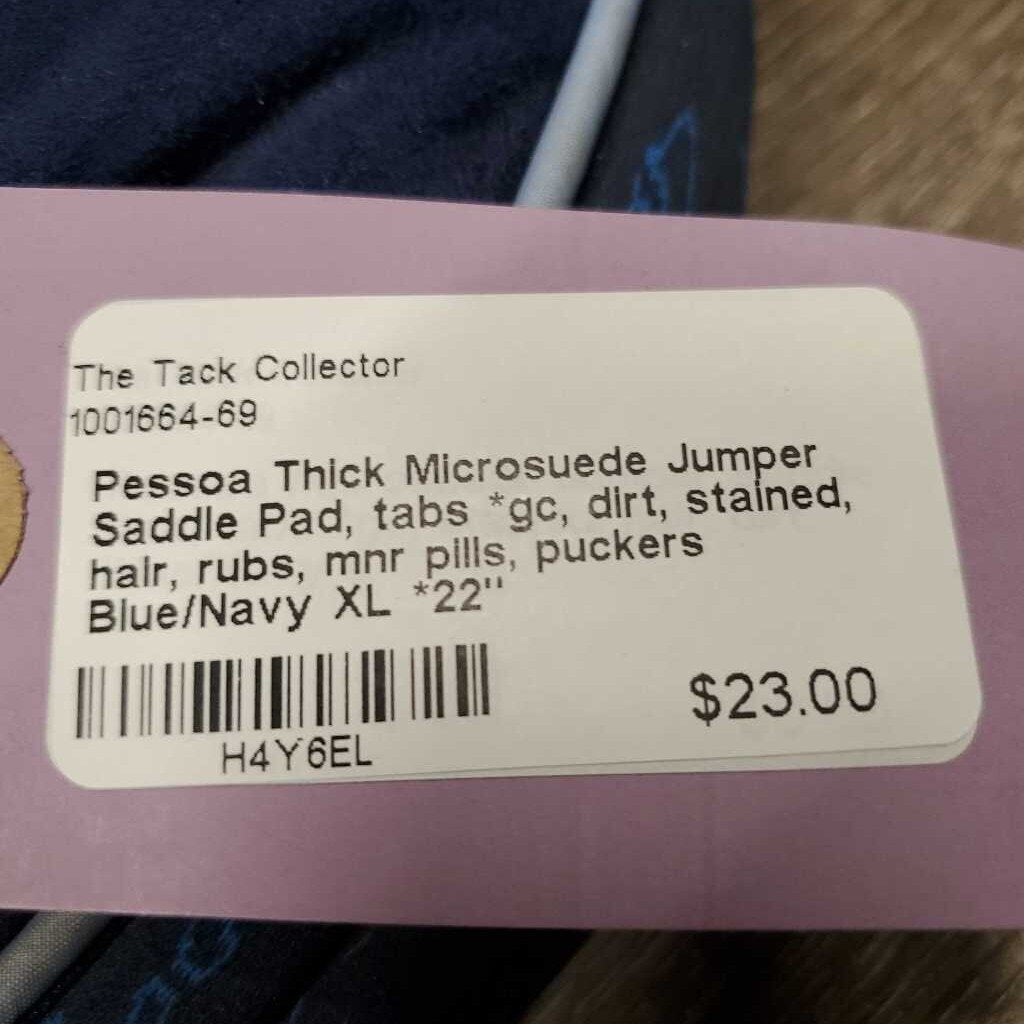 The Tack Collector
1001664-69
Pessoa Thick Microsuede Jumper
Saddle Pad, tabs *gc, dirt, stained,
hair, rubs, mnr pills, puckers
Blue/Navy XL *22"
$23.00
H4Y6EL